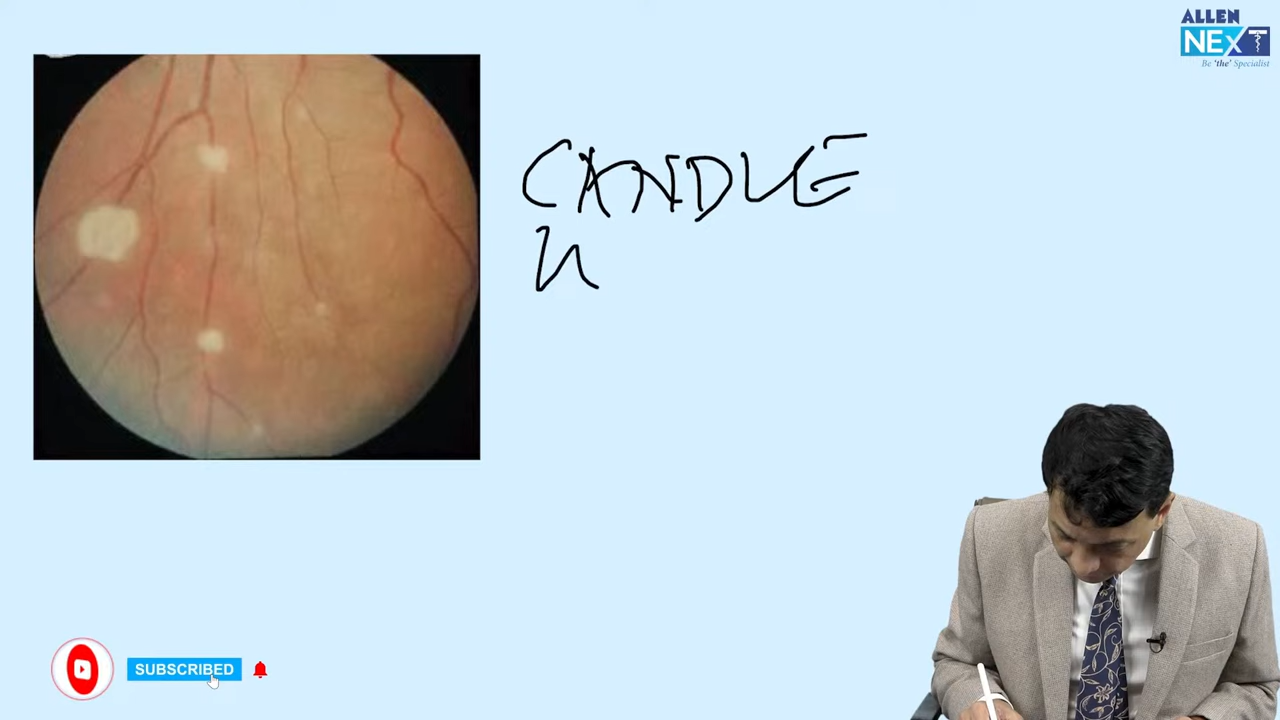 ALLEN
NEXT
Be 'the' Specialist
CANDLE
SUBSCRIBED